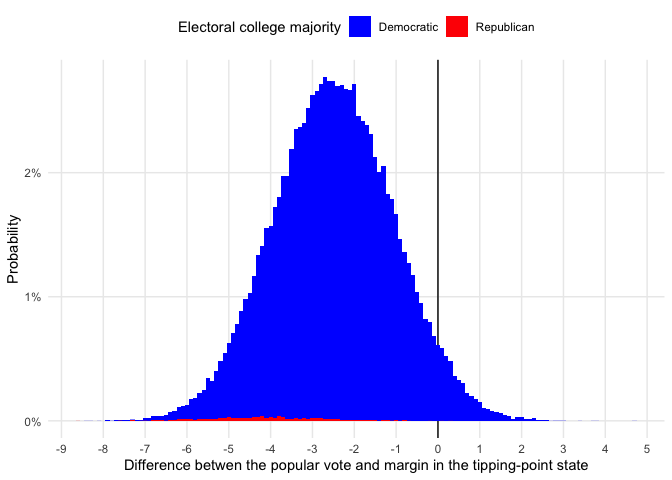 Electoral college majority Democratic Republican
Probability
2%
1%
0%
-9 -8 -7 -6 -5 -4 -3 -2 -1 0 1 2 3 4 5
Difference betwen the popular vote and margin in the tipping-point state